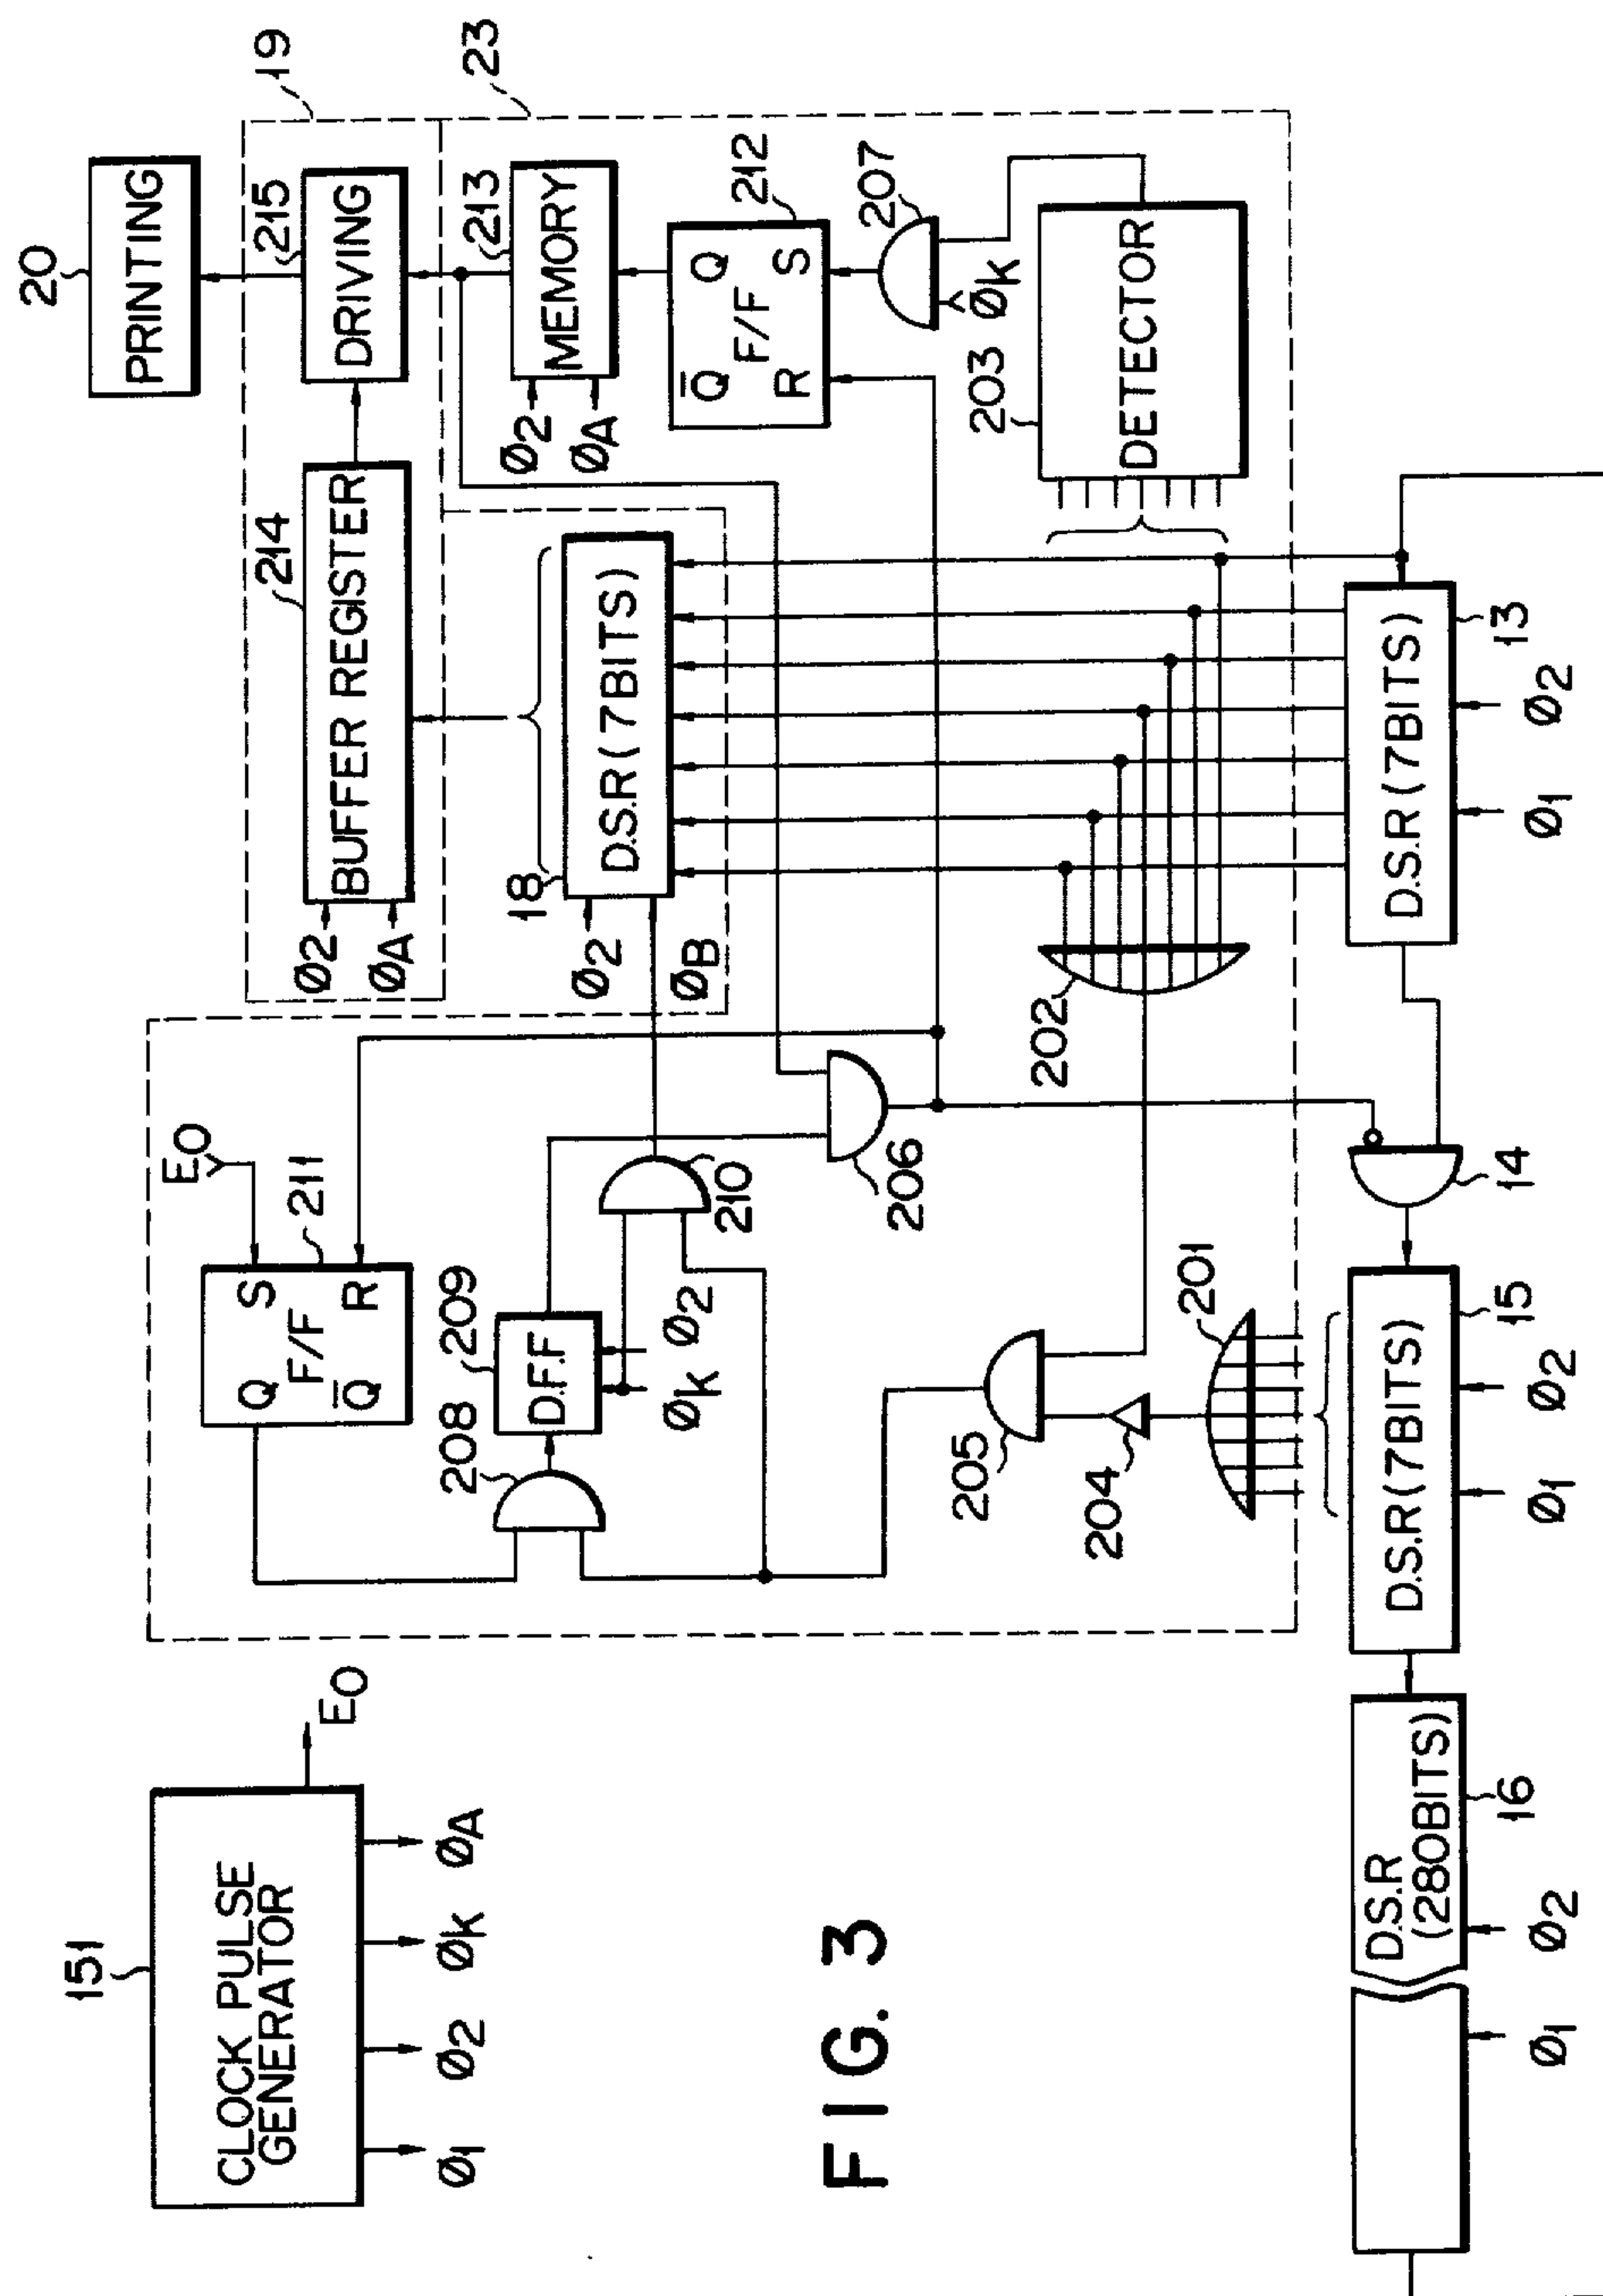 FIG. 3
151
CLOCK PULSE
GENERATOR
E0
Ø1
Ø2
ØK
ØA
E0
211
S
Q
F/F
R
Q̅
208
209
D.F.F
ØK
Ø2
210
206
205
204
201
202
20
PRINTING
19
215
DRIVING
214
BUFFER REGISTER
Ø2
ØA
23
213
MEMORY
Ø2
ØA
18
D.S.R (7BITS)
Ø2
ØB
212
Q̅
Q
F/F
R
S
207
ØK
203
DETECTOR
D.S.R (7BITS)
13
Ø1
Ø2
14
D.S.R (7BITS)
15
Ø1
Ø2
D.S.R
(280BITS)
16
Ø1
Ø2